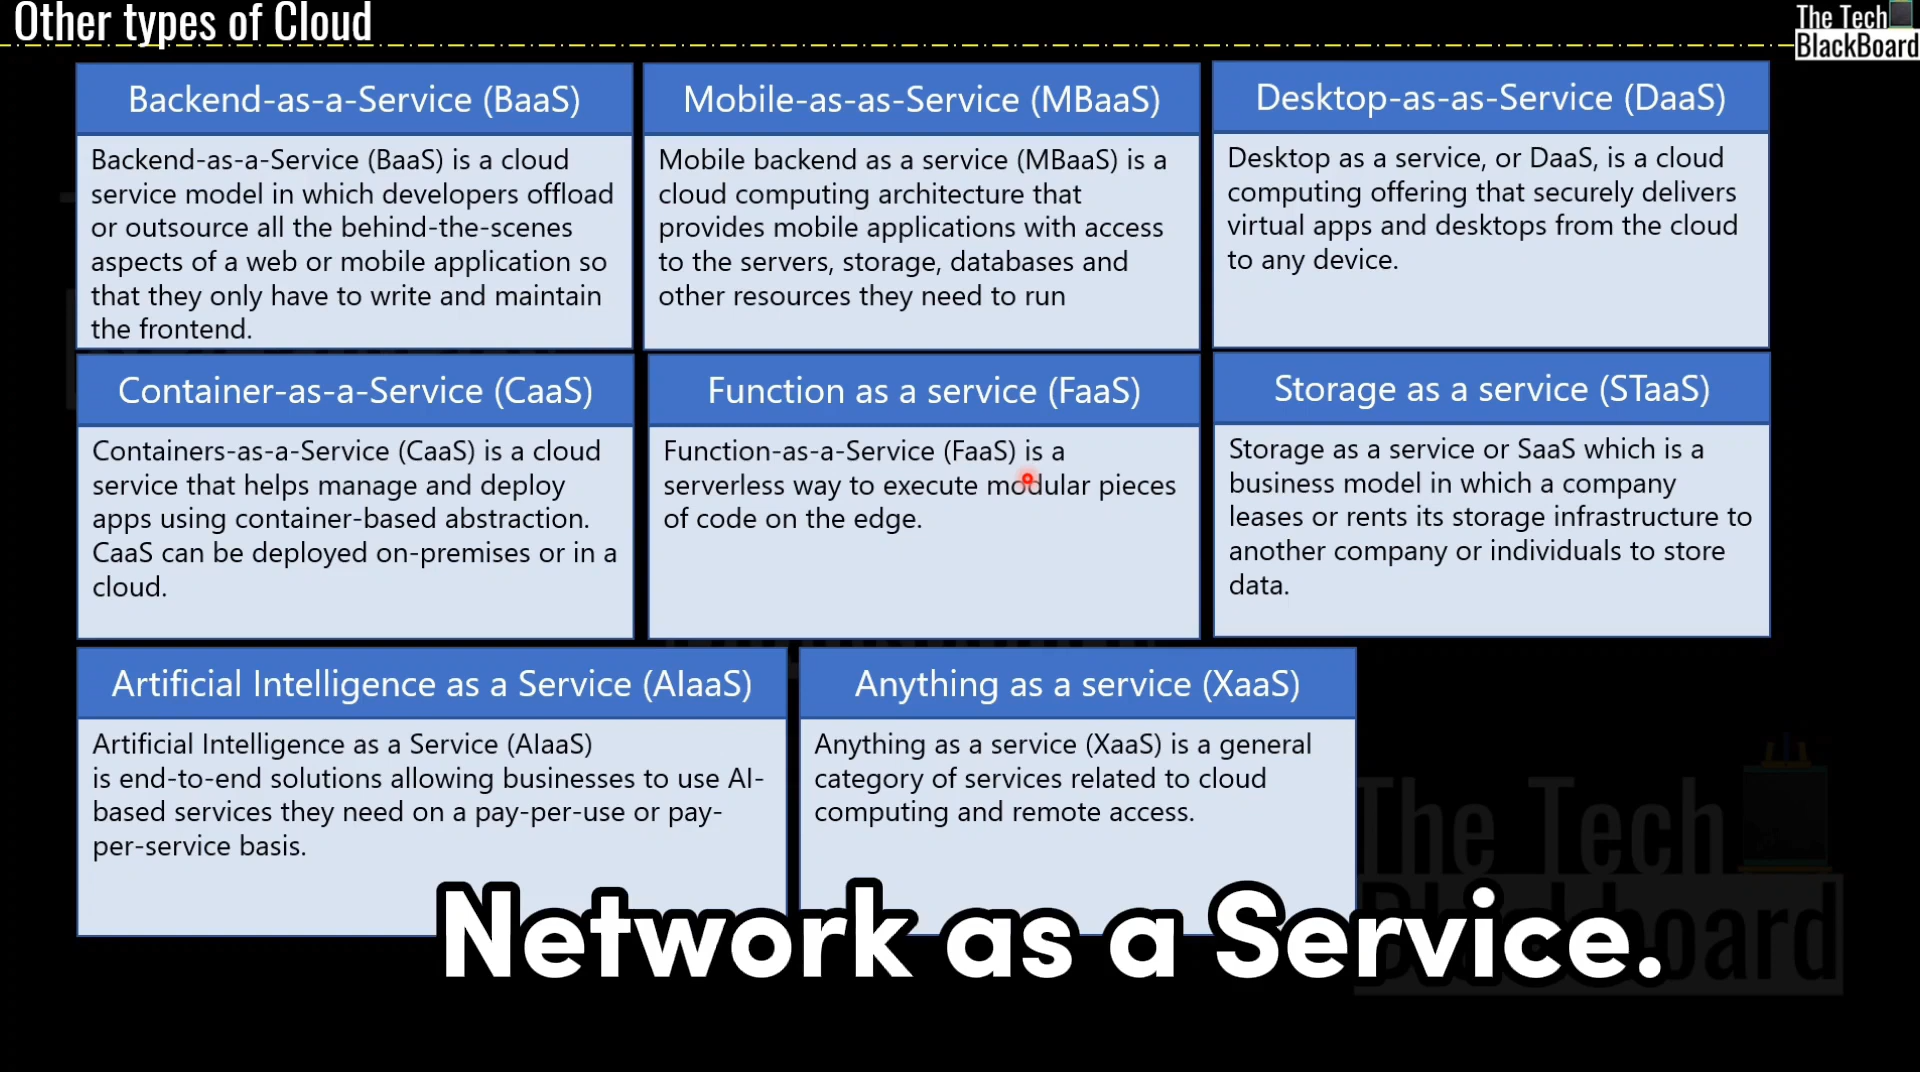 Other types of Cloud
The Tech
BlackBoard
Backend-as-a-Service (BaaS)
Backend-as-a-Service (BaaS) is a cloud
service model in which developers offload
or outsource all the behind-the-scenes
aspects of a web or mobile application so
that they only have to write and maintain
the frontend.
Mobile-as-as-Service (MBaaS)
Mobile backend as a service (MBaaS) is a
cloud computing architecture that
provides mobile applications with access
to the servers, storage, databases and
other resources they need to run
Desktop-as-as-Service (DaaS)
Desktop as a service, or DaaS, is a cloud
computing offering that securely delivers
virtual apps and desktops from the cloud
to any device.
Container-as-a-Service (CaaS)
Containers-as-a-Service (CaaS) is a cloud
service that helps manage and deploy
apps using container-based abstraction.
CaaS can be deployed on-premises or in a
cloud.
Function as a service (FaaS)
Function-as-a-Service (FaaS) is a
serverless way to execute modular pieces
of code on the edge.
Storage as a service (STaaS)
Storage as a service or SaaS which is a
business model in which a company
leases or rents its storage infrastructure to
another company or individuals to store
data.
Artificial Intelligence as a Service (AIaaS)
Artificial Intelligence as a Service (AIaaS)
is end-to-end solutions allowing businesses to use AI-
based services they need on a pay-per-use or pay-
per-service basis.
Anything as a service (XaaS)
Anything as a service (XaaS) is a general
category of services related to cloud
computing and remote access.
The Tech
Blackboard
Network as a Service.